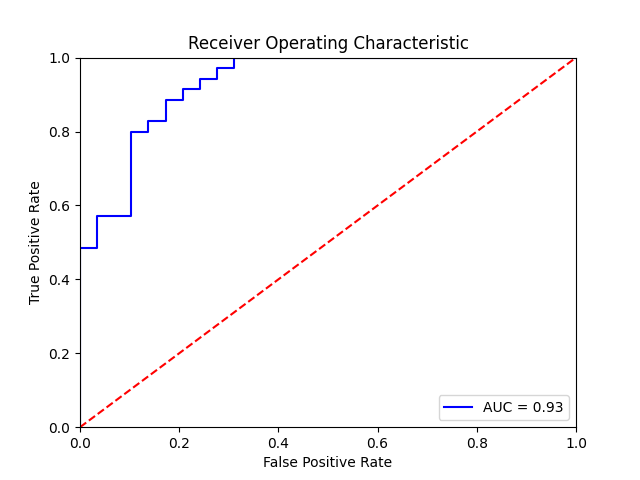 Receiver Operating Characteristic
1.0
0.8
0.6
0.4
0.2
0.0
True Positive Rate
AUC = 0.93
0.0 0.2 0.4 0.6 0.8 1.0
False Positive Rate